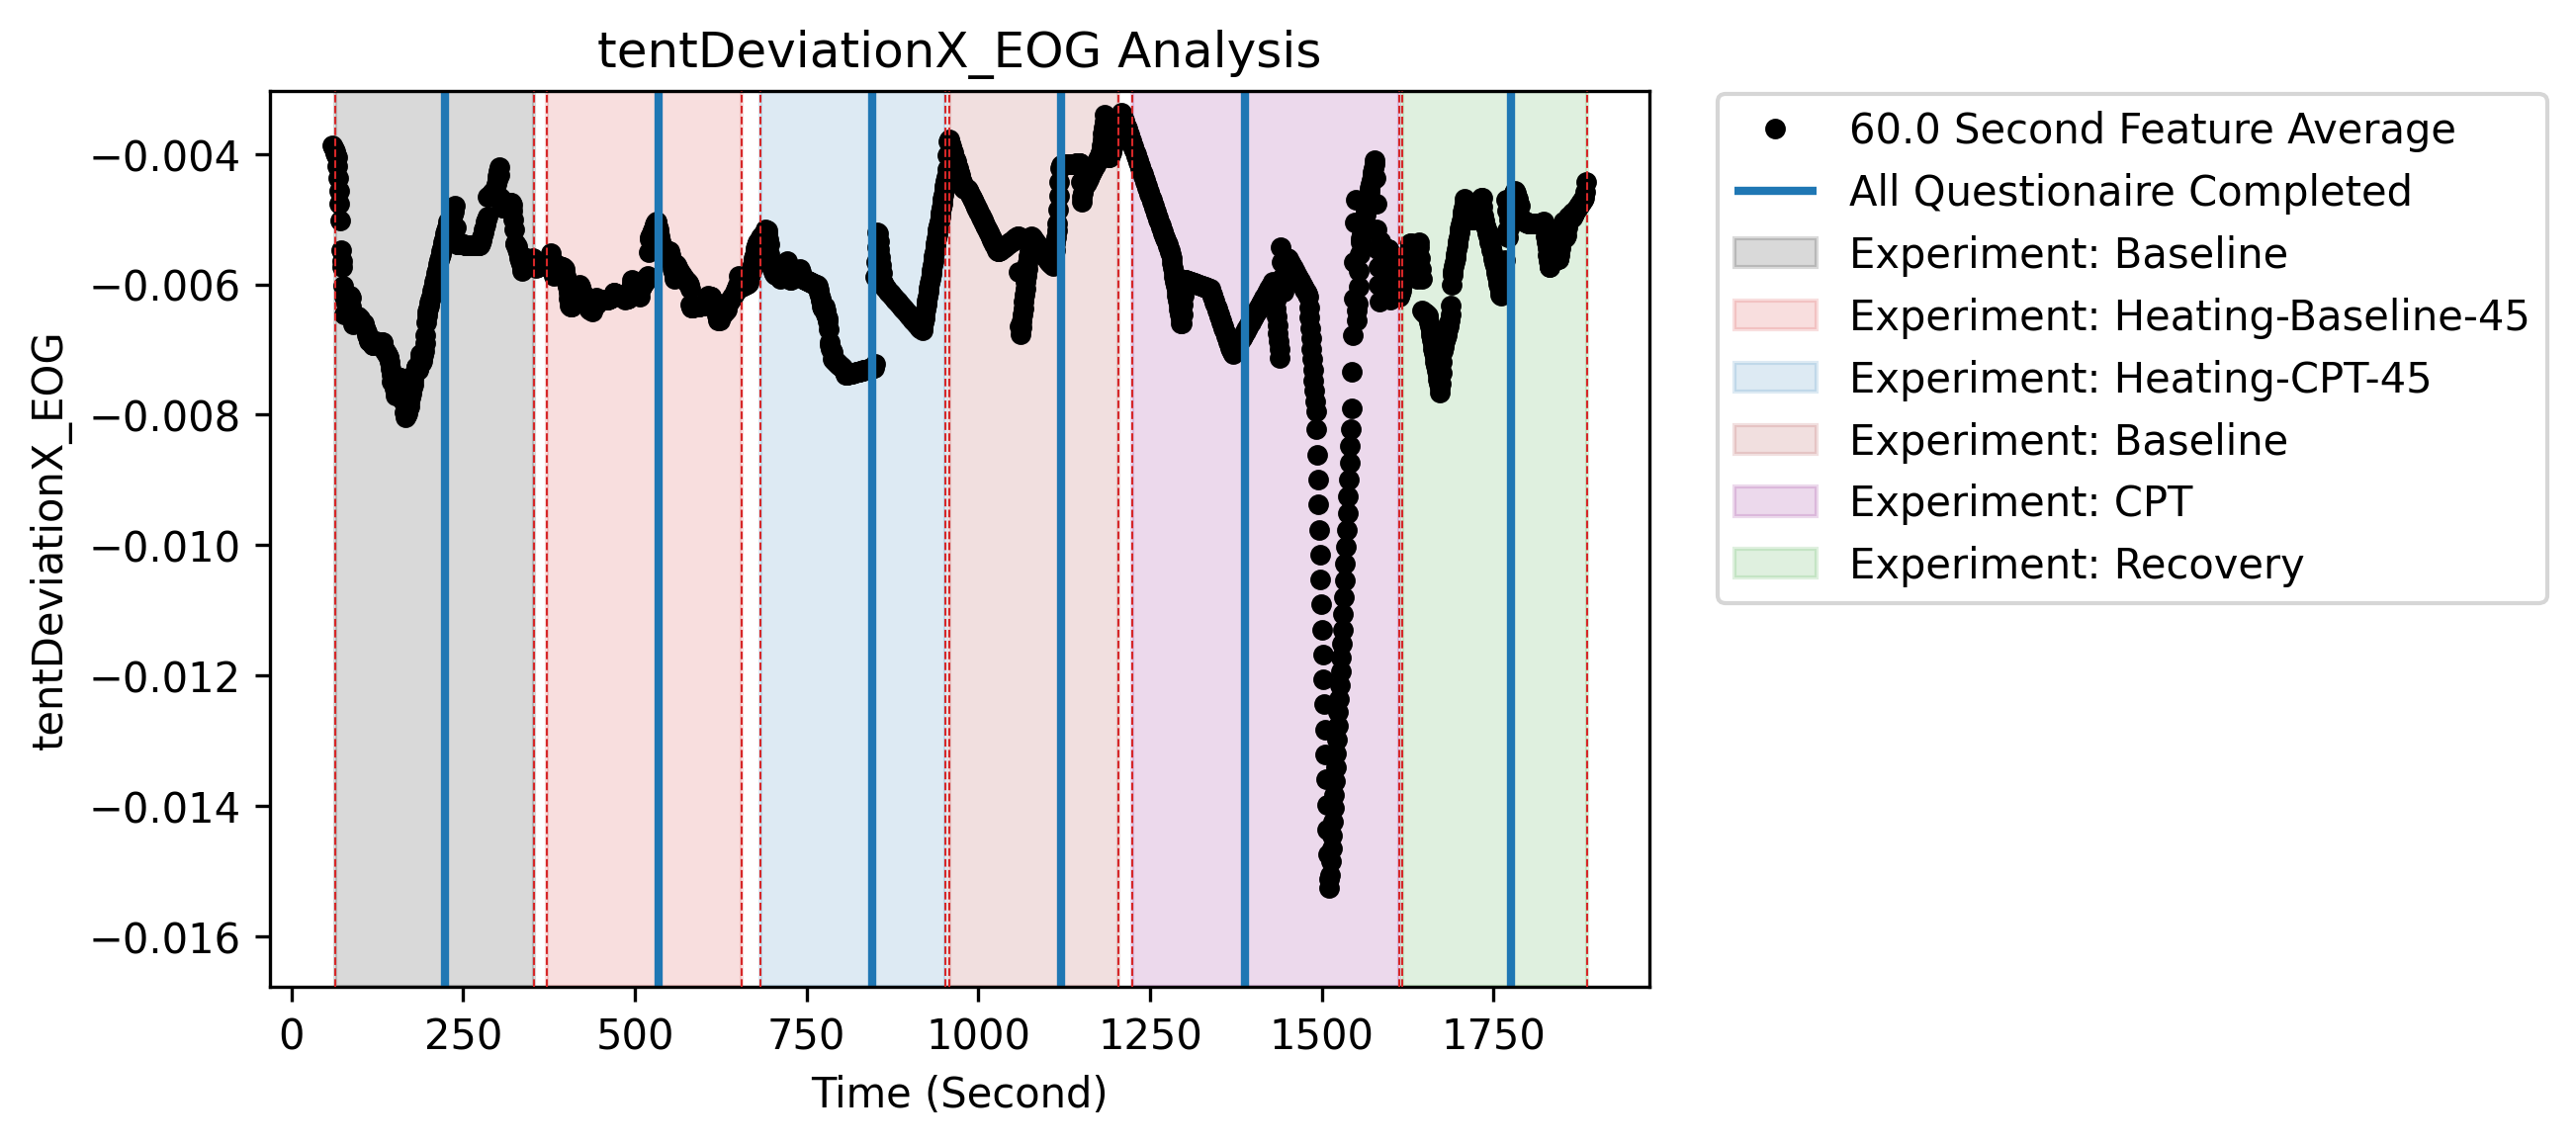 tentDeviationX_EOG Analysis
tentDeviationX_EOG
−0.004
−0.006
−0.008
−0.010
−0.012
−0.014
−0.016
0 250 500 750 1000 1250 1500 1750
Time (Second)
60.0 Second Feature Average
All Questionaire Completed
Experiment: Baseline
Experiment: Heating-Baseline-45
Experiment: Heating-CPT-45
Experiment: Baseline
Experiment: CPT
Experiment: Recovery